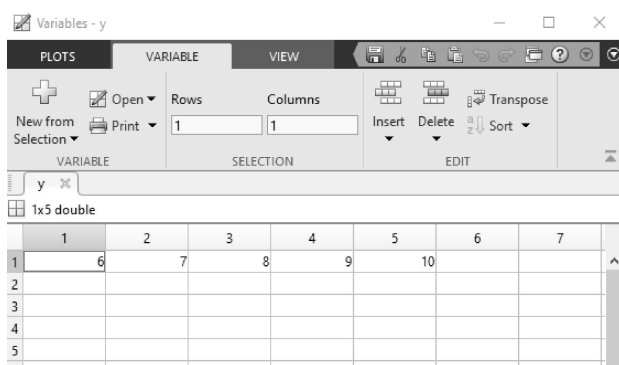 Variables - y
PLOTS VARIABLE VIEW
New from Selection Open Print Rows Columns Insert Delete Transpose Sort
1 1
VARIABLE SELECTION EDIT
y
1x5 double
1 2 3 4 5 6 7
1 6 7 8 9 10
2
3
4
5